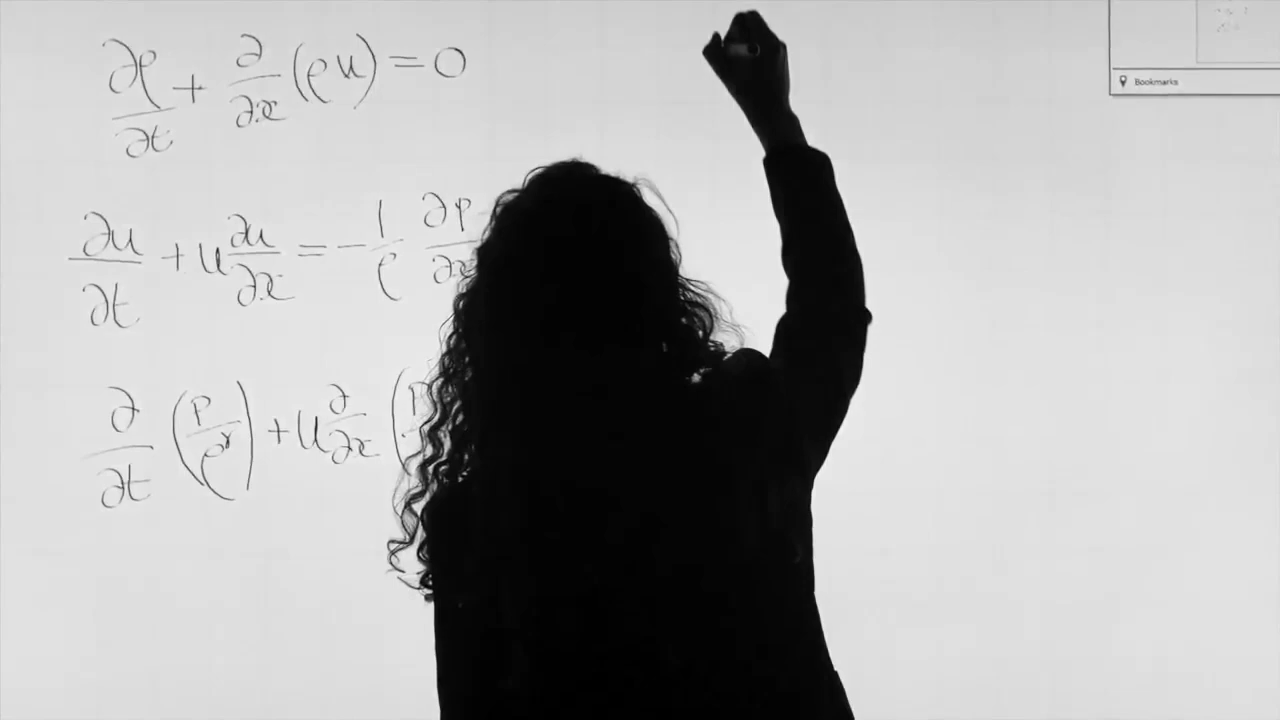 ∂ρ/∂t + ∂/∂x (ρu) = 0
∂u/∂t + u ∂u/∂x = - 1/ρ ∂p/∂x
∂/∂t (p/ρ^γ) + u ∂/∂x (p
Bookmarks